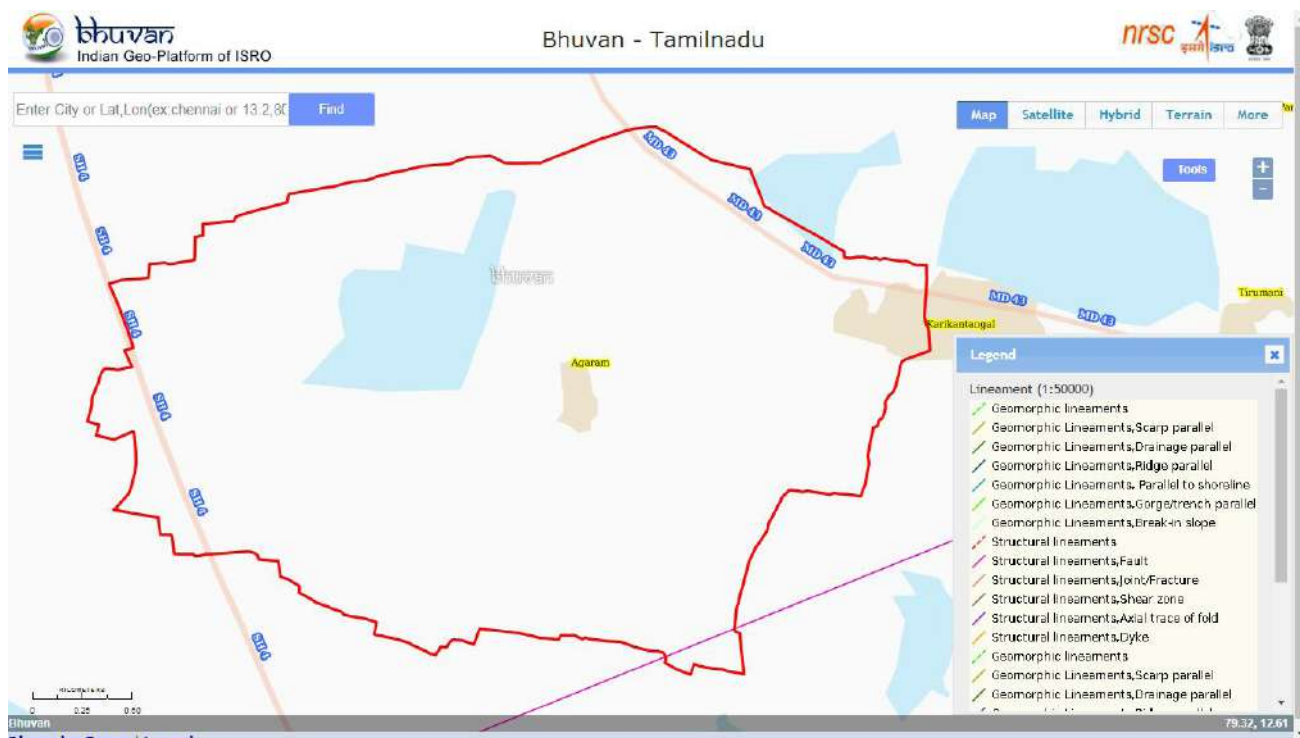 bhuvan
Indian Geo-Platform of ISRO
Bhuvan - Tamilnadu
nrsc
इसरो isro
Enter City or Lat,Lon(ex:chennai or 13.2,80
Find
Map
Satellite
Hybrid
Terrain
More
Tools
+
-
SH 4
SH 4
SH 4
SH 4
SH 4
SH 4
MD 43
MD 43
MD 43
MD 43
MD 43
bhuvan
Agaram
Karikantangal
Tirumani
Legend
Lineament (1:50000)
Geomorphic lineaments
Geomorphic Lineaments,Scarp parallel
Geomorphic Lineaments,Drainage parallel
Geomorphic Lineaments,Ridge parallel
Geomorphic Lineaments, Parallel to shoreline
Geomorphic Lineaments,Gorge/trench parallel
Geomorphic Lineaments,Break-in slope
Structural lineaments
Structural lineaments,Fault
Structural lineaments,Joint/Fracture
Structural lineaments,Shear zone
Structural lineaments,Axial trace of fold
Structural lineaments,Dyke
Geomorphic lineaments
Geomorphic Lineaments,Scarp parallel
Geomorphic Lineaments,Drainage parallel
KILOMETERS
0 0.25 0.50
Bhuvan
79.32, 12.61